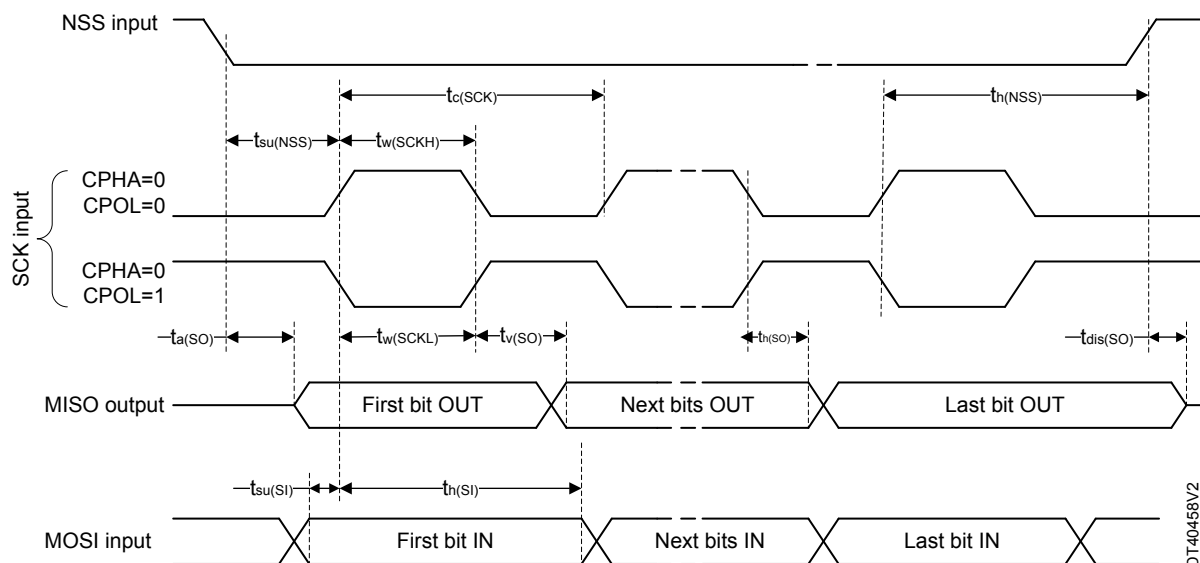 NSS input
tc(SCK)
th(NSS)
tsu(NSS)
tw(SCKH)
SCK input
CPHA=0
CPOL=0
CPHA=0
CPOL=1
ta(SO)
tw(SCKL)
tv(SO)
th(SO)
tdis(SO)
MISO output
First bit OUT
Next bits OUT
Last bit OUT
tsu(SI)
th(SI)
MOSI input
First bit IN
Next bits IN
Last bit IN
DT40458V2